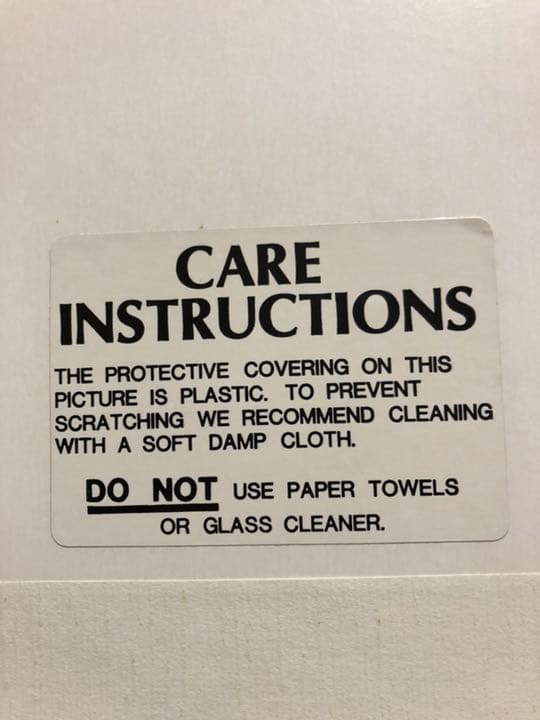 CARE
INSTRUCTIONS
THE PROTECTIVE COVERING ON THIS
PICTURE IS PLASTIC. TO PREVENT
SCRATCHING WE RECOMMEND CLEANING
WITH A SOFT DAMP CLOTH.
DO NOT USE PAPER TOWELS
OR GLASS CLEANER.